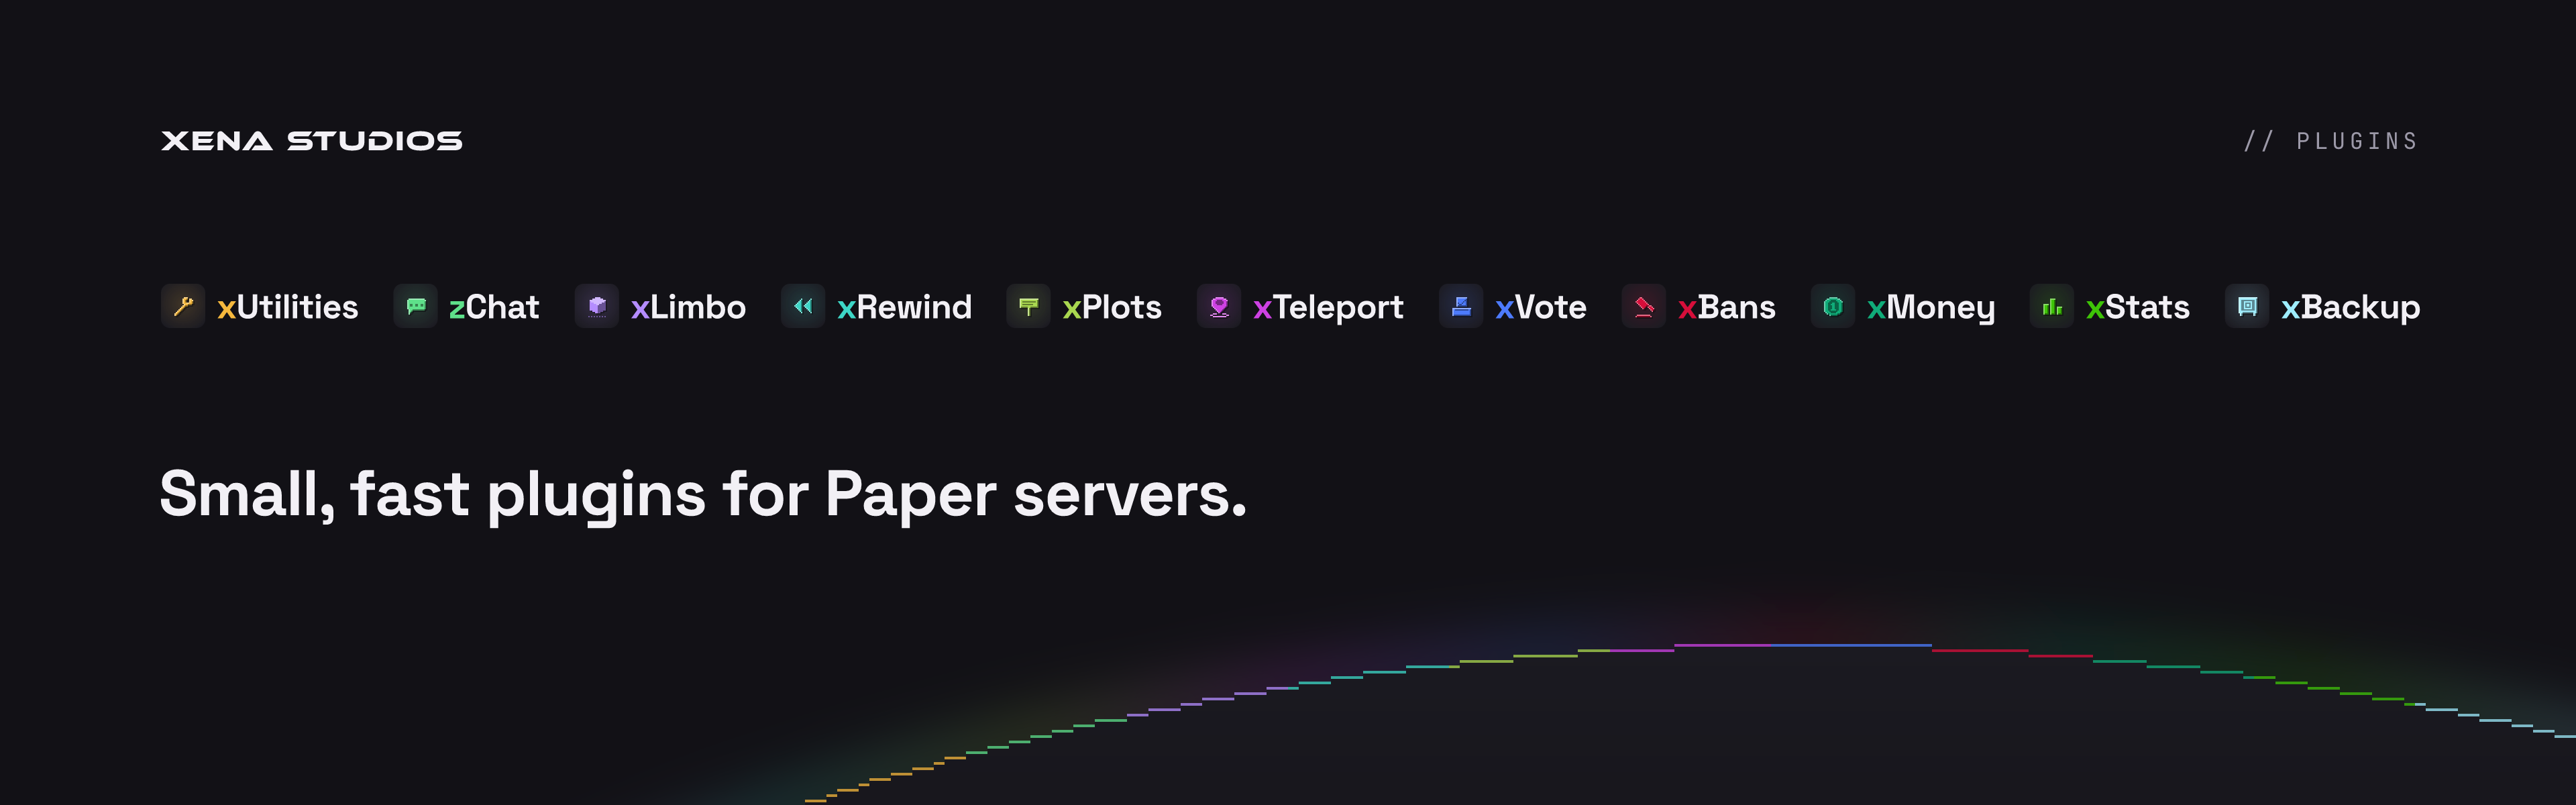 XENA STUDIOS
// PLUGINS
xUtilities zChat xLimbo xRewind xPlots xTeleport xVote xBans xMoney xStats xBackup
Small, fast plugins for Paper servers.